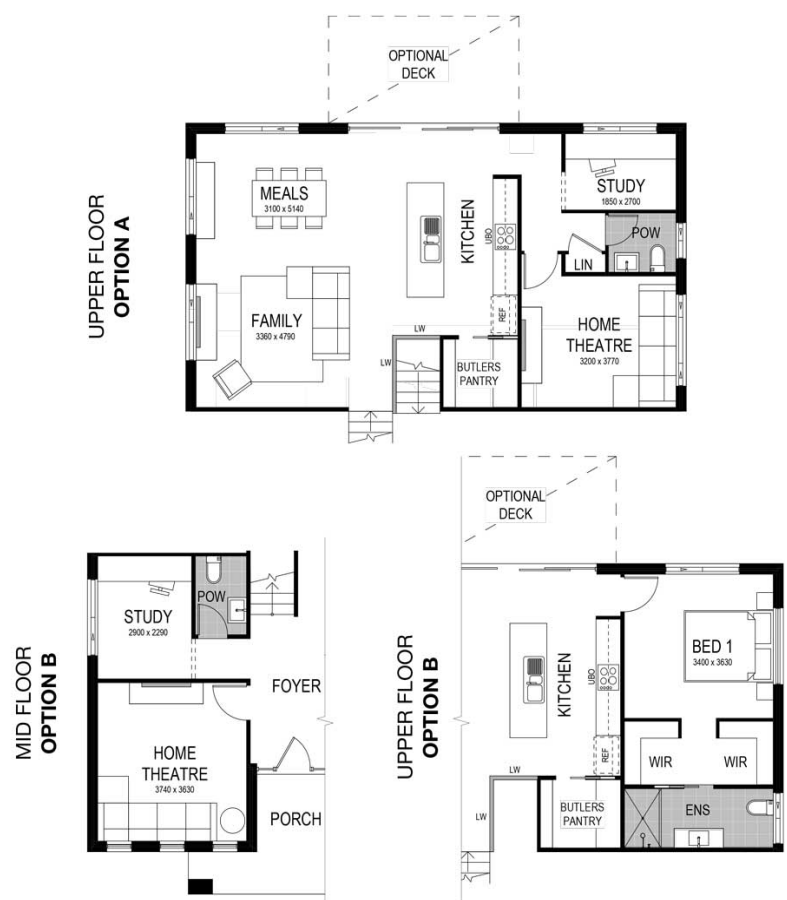 OPTIONAL
DECK
UPPER FLOOR
OPTION A
MEALS
3100 x 5140
KITCHEN
UBO
STUDY
1850 x 2700
POW
LIN
FAMILY
3360 x 4790
REF
HOME
THEATRE
3200 x 3770
LW
LW
BUTLERS
PANTRY
MID FLOOR
OPTION B
STUDY
2900 x 2290
POW
FOYER
HOME
THEATRE
3740 x 3630
PORCH
UPPER FLOOR
OPTION B
OPTIONAL
DECK
KITCHEN
UBO
REF
BED 1
3400 x 3630
WIR
WIR
LW
LW
BUTLERS
PANTRY
ENS